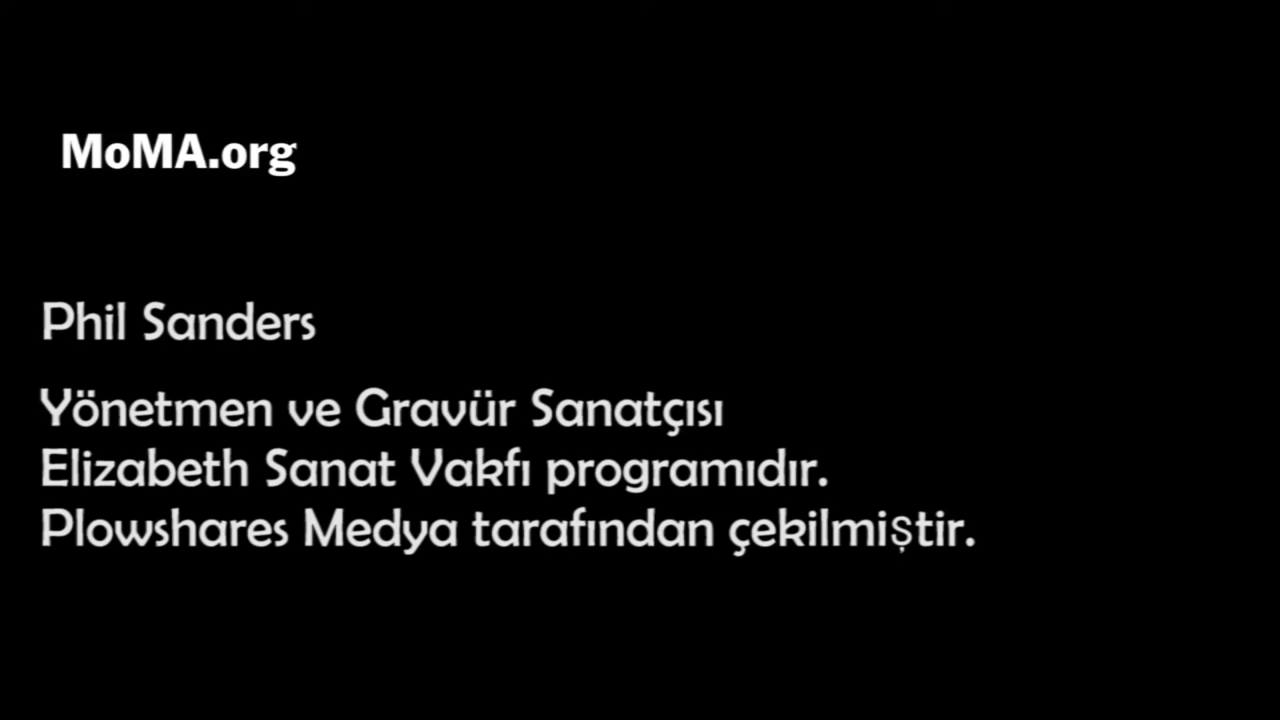 MoMA.org
Phil Sanders
Yönetmen ve Gravür Sanatçısı
Elizabeth Sanat Vakfı programıdır.
Plowshares Medya tarafından çekilmiştir.